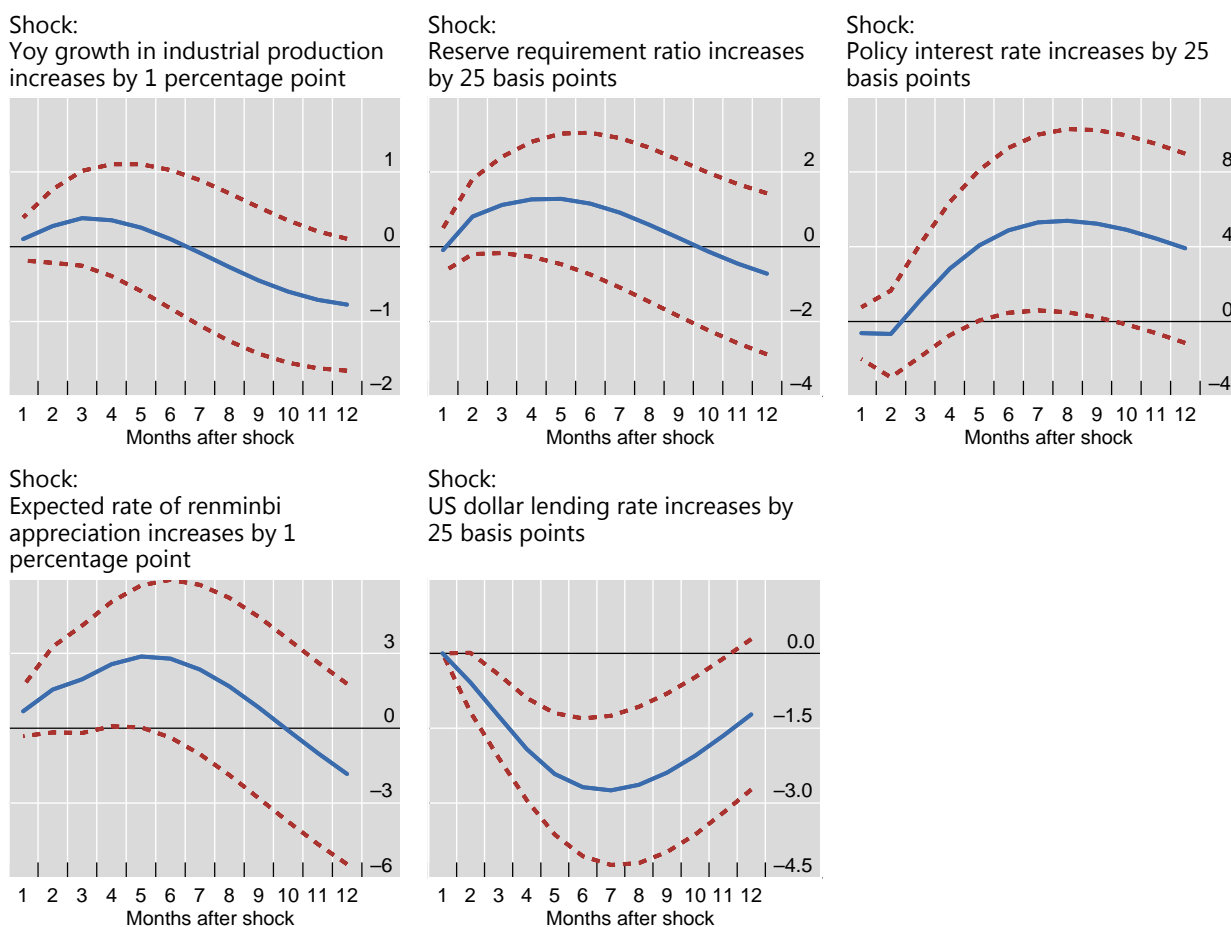 Shock:
Yoy growth in industrial production
increases by 1 percentage point
1
0
–1
–2
1 2 3 4 5 6 7 8 9 10 11 12
Months after shock
Shock:
Reserve requirement ratio increases
by 25 basis points
2
0
–2
–4
1 2 3 4 5 6 7 8 9 10 11 12
Months after shock
Shock:
Policy interest rate increases by 25
basis points
8
4
0
–4
1 2 3 4 5 6 7 8 9 10 11 12
Months after shock
Shock:
Expected rate of renminbi
appreciation increases by 1
percentage point
3
0
–3
–6
1 2 3 4 5 6 7 8 9 10 11 12
Months after shock
Shock:
US dollar lending rate increases by
25 basis points
0.0
–1.5
–3.0
–4.5
1 2 3 4 5 6 7 8 9 10 11 12
Months after shock